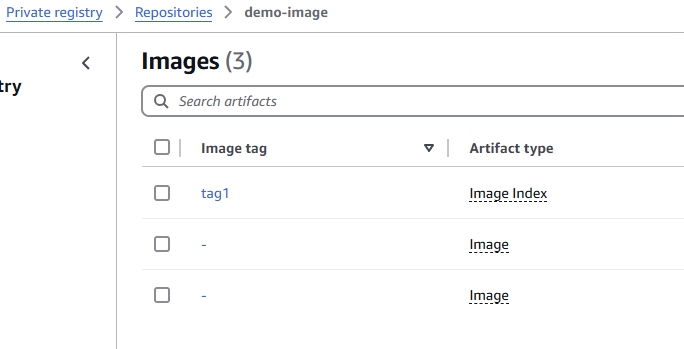 Private registry > Repositories > demo-image
try
Images (3)
Search artifacts
Image tag Artifact type
tag1 Image Index
- Image
- Image